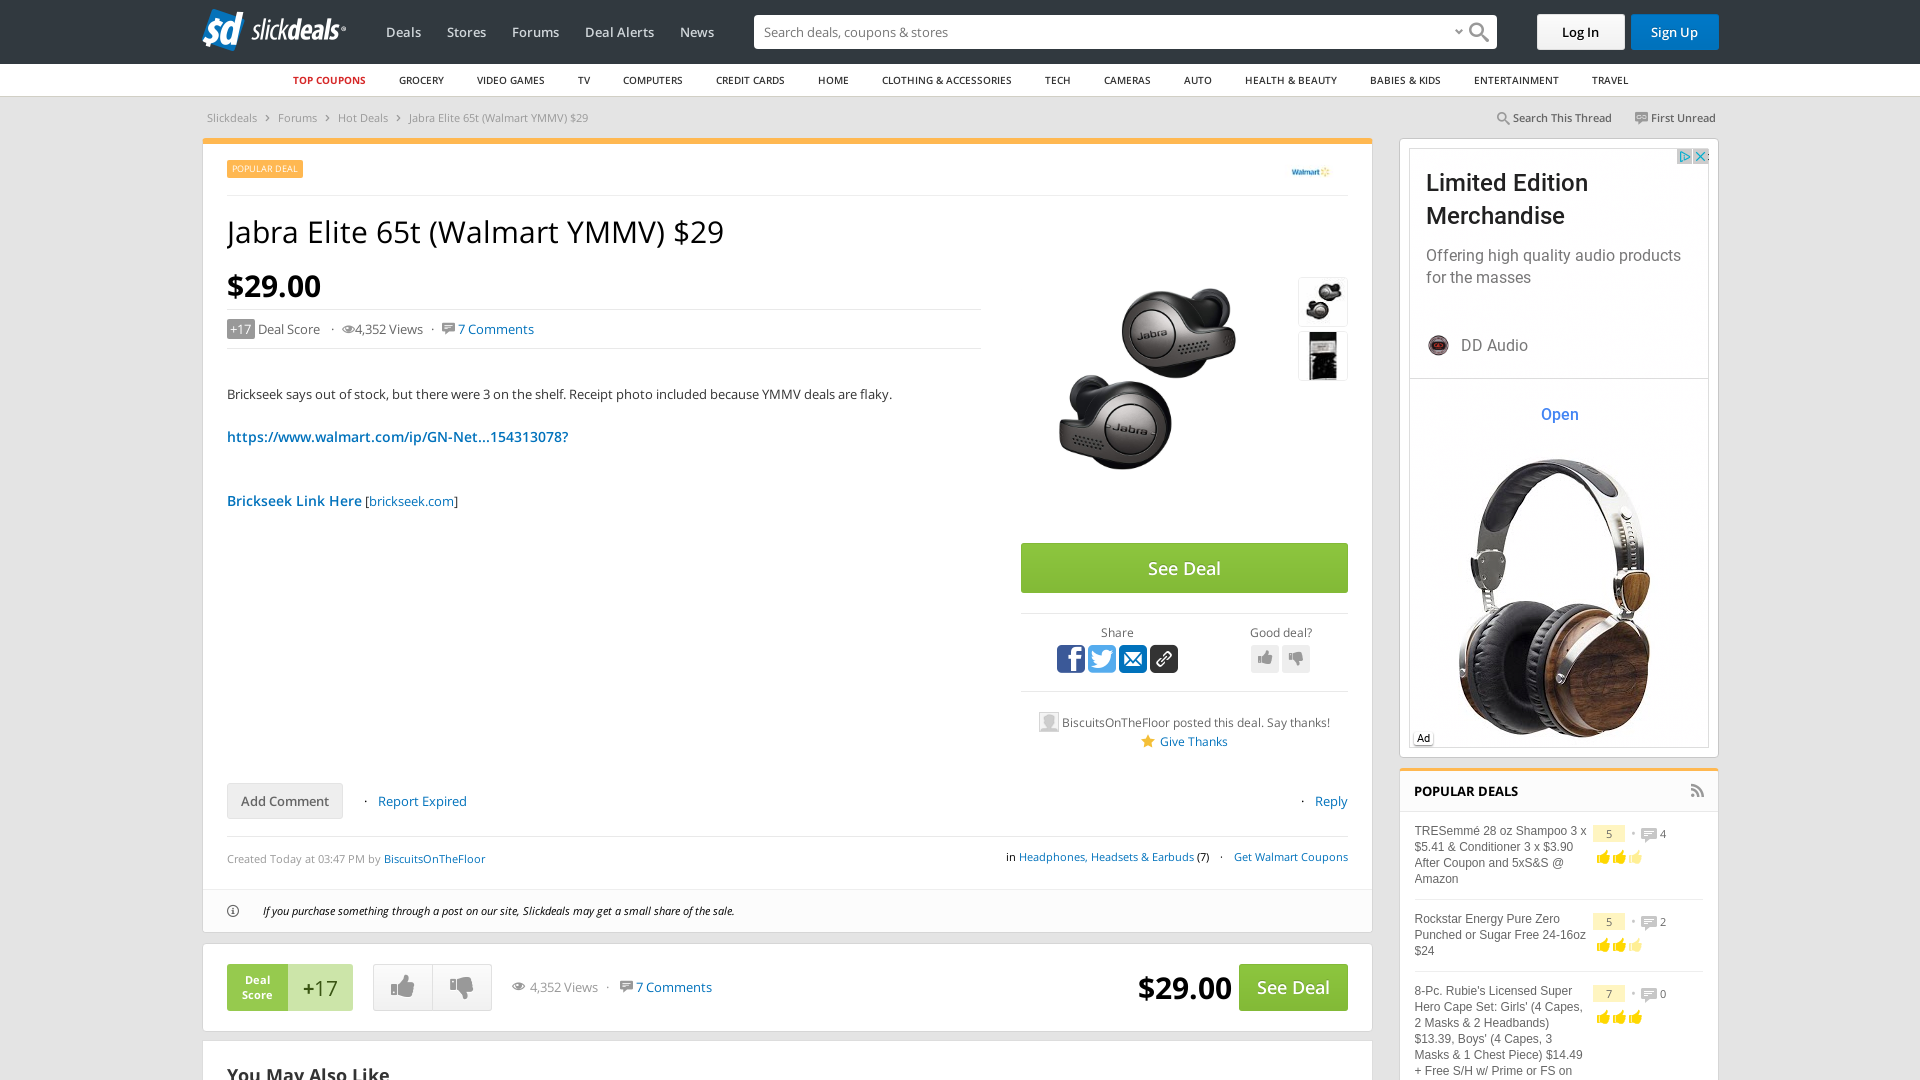 sd slickdeals
Deals
Stores
Forums
Deal Alerts
News
Search deals, coupons & stores
Log In
Sign Up
TOP COUPONS
GROCERY
VIDEO GAMES
TV
COMPUTERS
CREDIT CARDS
HOME
CLOTHING & ACCESSORIES
TECH
CAMERAS
AUTO
HEALTH & BEAUTY
BABIES & KIDS
ENTERTAINMENT
TRAVEL
Slickdeals › Forums › Hot Deals › Jabra Elite 65t (Walmart YMMV) $29
Search This Thread
First Unread
POPULAR DEAL
Walmart
Jabra Elite 65t (Walmart YMMV) $29
$29.00
+17 Deal Score · 4,352 Views · 7 Comments
Brickseek says out of stock, but there were 3 on the shelf. Receipt photo included because YMMV deals are flaky.
https://www.walmart.com/ip/GN-Net...154313078?
Brickseek Link Here [brickseek.com]
Jabra
Jabra
See Deal
Share
Good deal?
BiscuitsOnTheFloor posted this deal. Say thanks!
Give Thanks
Add Comment · Report Expired
· Reply
Created Today at 03:47 PM by BiscuitsOnTheFloor
in Headphones, Headsets & Earbuds (7) · Get Walmart Coupons
If you purchase something through a post on our site, Slickdeals may get a small share of the sale.
Deal
Score
+17
4,352 Views · 7 Comments
$29.00
See Deal
You May Also Like
Limited Edition
Merchandise
Offering high quality audio products
for the masses
DD Audio
Open
Ad
POPULAR DEALS
TRESemmé 28 oz Shampoo 3 x
$5.41 & Conditioner 3 x $3.90
After Coupon and 5xS&S @
Amazon
5 • 4
Rockstar Energy Pure Zero
Punched or Sugar Free 24-16oz
$24
5 • 2
8-Pc. Rubie's Licensed Super
Hero Cape Set: Girls' (4 Capes,
2 Masks & 2 Headbands)
$13.39, Boys' (4 Capes, 3
Masks & 1 Chest Piece) $14.49
+ Free S/H w/ Prime or FS on
7 • 0